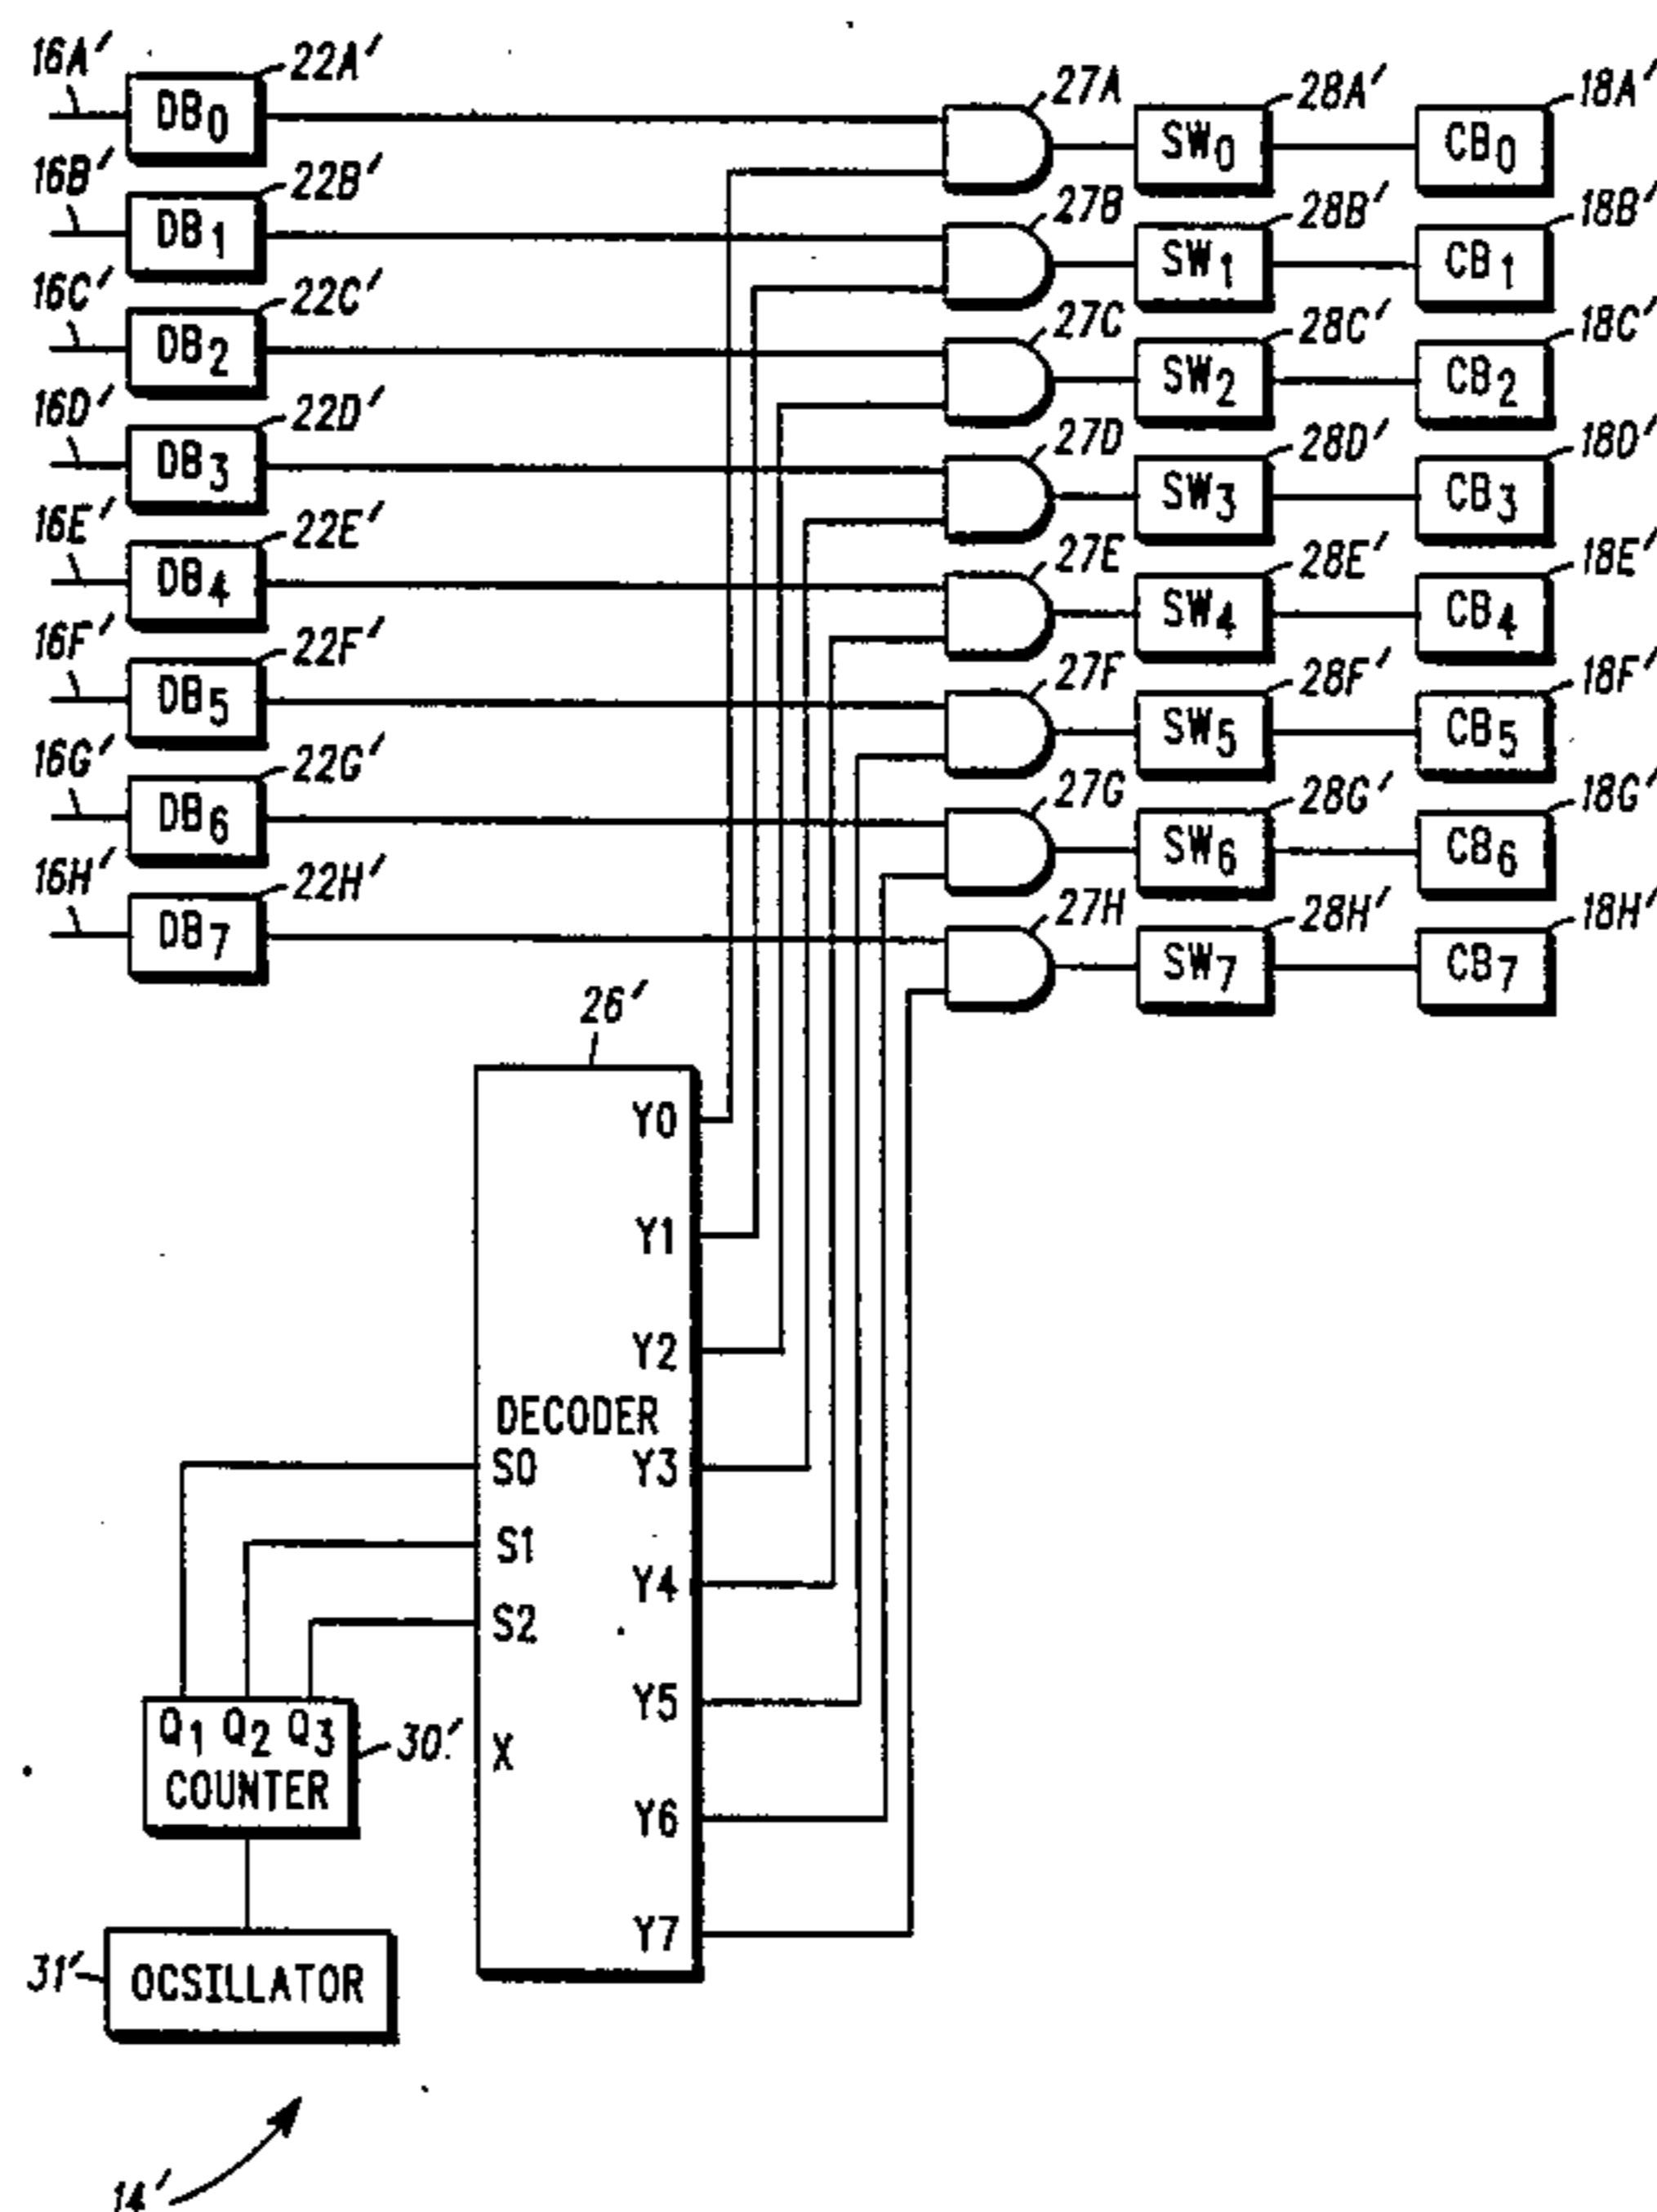 16A' DB0 22A' 27A SW0 28A' CB0 18A'
16B' DB1 22B' 27B SW1 28B' CB1 18B'
16C' DB2 22C' 27C SW2 28C' CB2 18C'
16D' DB3 22D' 27D SW3 28D' CB3 18D'
16E' DB4 22E' 27E SW4 28E' CB4 18E'
16F' DB5 22F' 27F SW5 28F' CB5 18F'
16G' DB6 22G' 27G SW6 28G' CB6 18G'
16H' DB7 22H' 27H SW7 28H' CB7 18H'
26'
Y0
Y1
Y2
DECODER
S0 Y3
S1
Y4
S2
Y5
Q1 Q2 Q3 30' X
COUNTER
Y6
Y7
31' OCSILLATOR
14'